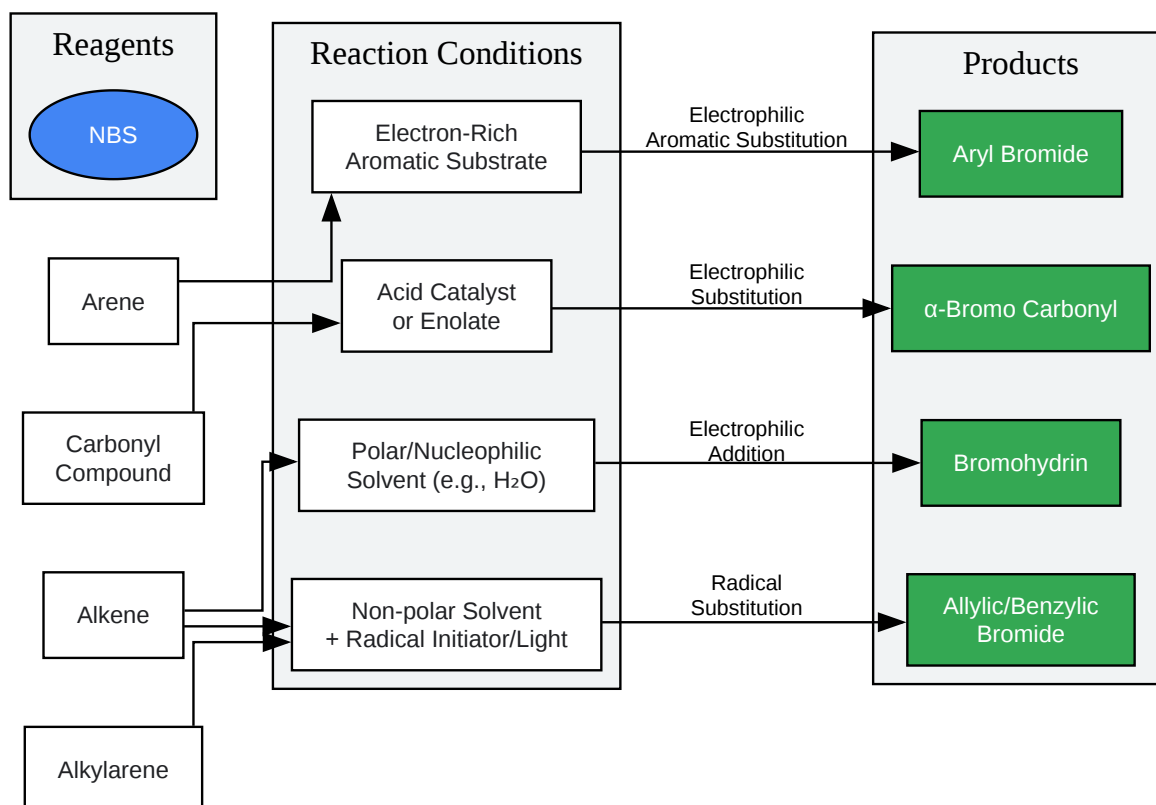 Reagents
NBS
Reaction Conditions
Products
Electron-Rich
Aromatic Substrate
Electrophilic
Aromatic Substitution
Aryl Bromide
Arene
Acid Catalyst
or Enolate
Electrophilic
Substitution
α-Bromo Carbonyl
Carbonyl
Compound
Polar/Nucleophilic
Solvent (e.g., H₂O)
Electrophilic
Addition
Bromohydrin
Alkene
Non-polar Solvent
+ Radical Initiator/Light
Radical
Substitution
Allylic/Benzylic
Bromide
Alkylarene